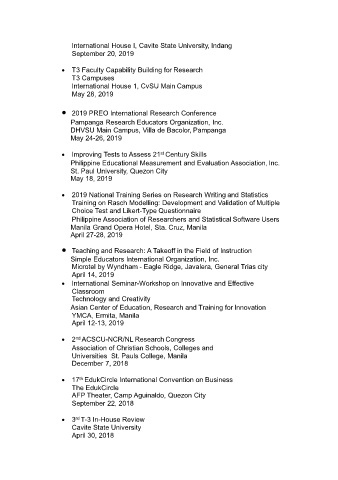 International House I, Cavite State University, Indang
September 20, 2019
• T3 Faculty Capability Building for Research
T3 Campuses
International House 1, CvSU Main Campus
May 28, 2019
• 2019 PREO International Research Conference
Pampanga Research Educators Organization, Inc.
DHVSU Main Campus, Villa de Bacolor, Pampanga
May 24-26, 2019
• Improving Tests to Assess 21st Century Skills
Philippine Educational Measurement and Evaluation Association, Inc.
St. Paul University, Quezon City
May 18, 2019
• 2019 National Training Series on Research Writing and Statistics
Training on Rasch Modelling: Development and Validation of Multiple
Choice Test and Likert-Type Questionnaire
Philippine Association of Researchers and Statistical Software Users
Manila Grand Opera Hotel, Sta. Cruz, Manila
April 27-28, 2019
• Teaching and Research: A Takeoff in the Field of Instruction
Simple Educators International Organization, Inc.
Microtel by Wyndham - Eagle Ridge, Javalera, General Trias city
April 14, 2019
• International Seminar-Workshop on Innovative and Effective
Classroom
Technology and Creativity
Asian Center of Education, Research and Training for Innovation
YMCA, Ermita, Manila
April 12-13, 2019
• 2nd ACSCU-NCR/NL Research Congress
Association of Christian Schools, Colleges and
Universities St. Pauls College, Manila
December 7, 2018
• 17th EdukCircle International Convention on Business
The EdukCircle
AFP Theater, Camp Aguinaldo, Quezon City
September 22, 2018
• 3rd T-3 In-House Review
Cavite State University
April 30, 2018